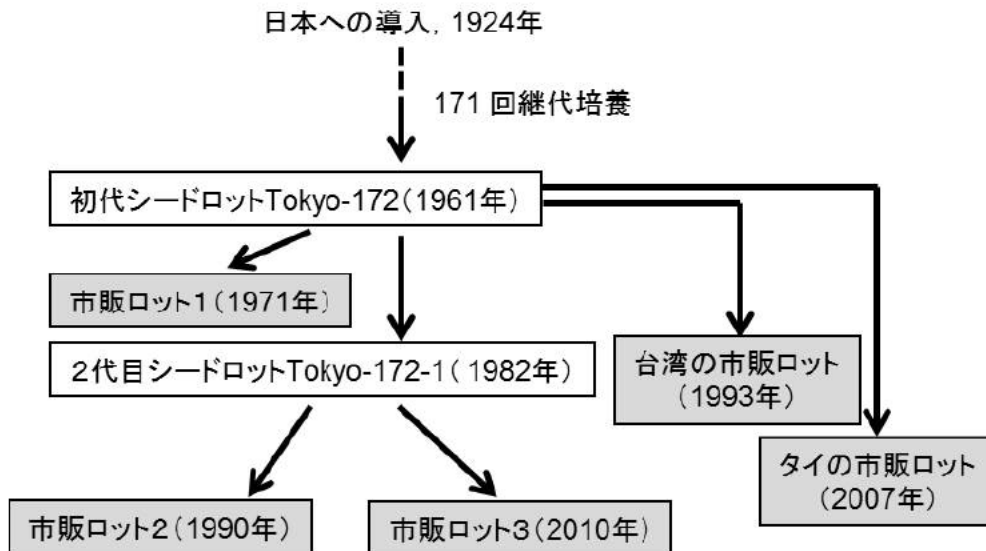 日本への導入, 1924年
171 回継代培養
初代シードロットTokyo-172(1961年)
市販ロット1(1971年)
2代目シードロットTokyo-172-1( 1982年)
台湾の市販ロット
(1993年)
タイの市販ロット
(2007年)
市販ロット2(1990年)
市販ロット3(2010年)